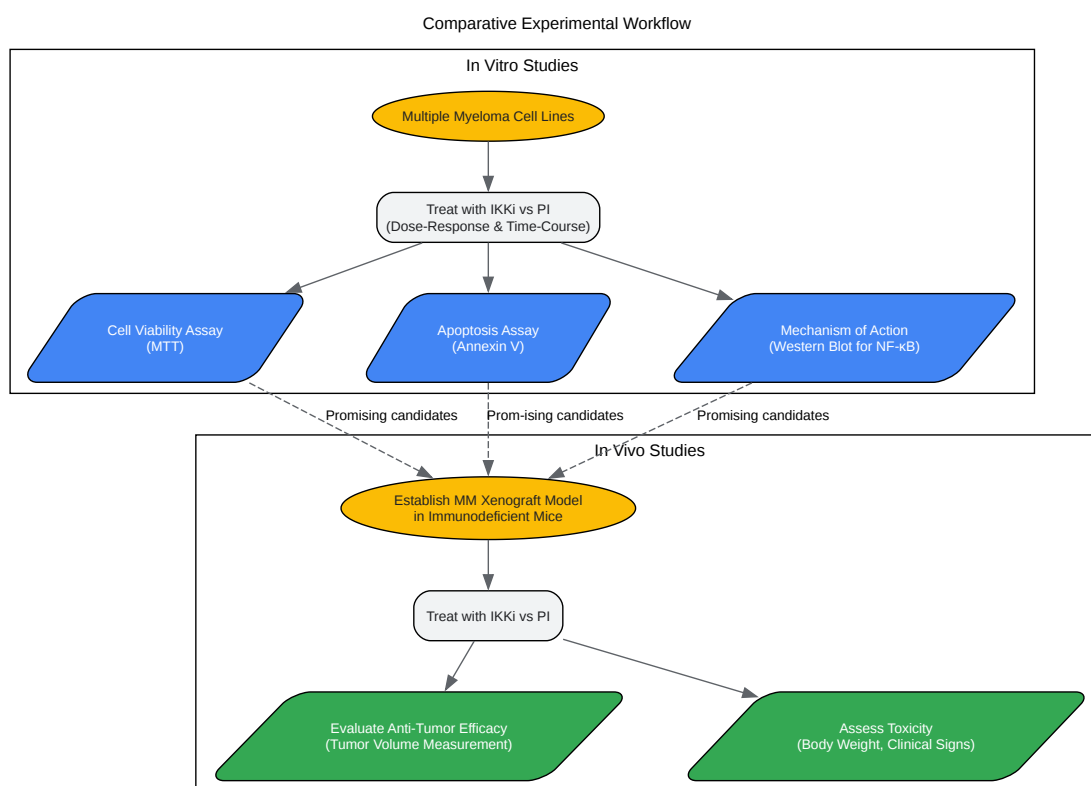 Comparative Experimental Workflow
In Vitro Studies
Multiple Myeloma Cell Lines
Treat with IKKi vs PI
(Dose-Response & Time-Course)
Cell Viability Assay
(MTT)
Apoptosis Assay
(Annexin V)
Mechanism of Action
(Western Blot for NF-κB)
Promising candidates
Prom-ising candidates
Promising candidates
In Vivo Studies
Establish MM Xenograft Model
in Immunodeficient Mice
Treat with IKKi vs PI
Evaluate Anti-Tumor Efficacy
(Tumor Volume Measurement)
Assess Toxicity
(Body Weight, Clinical Signs)